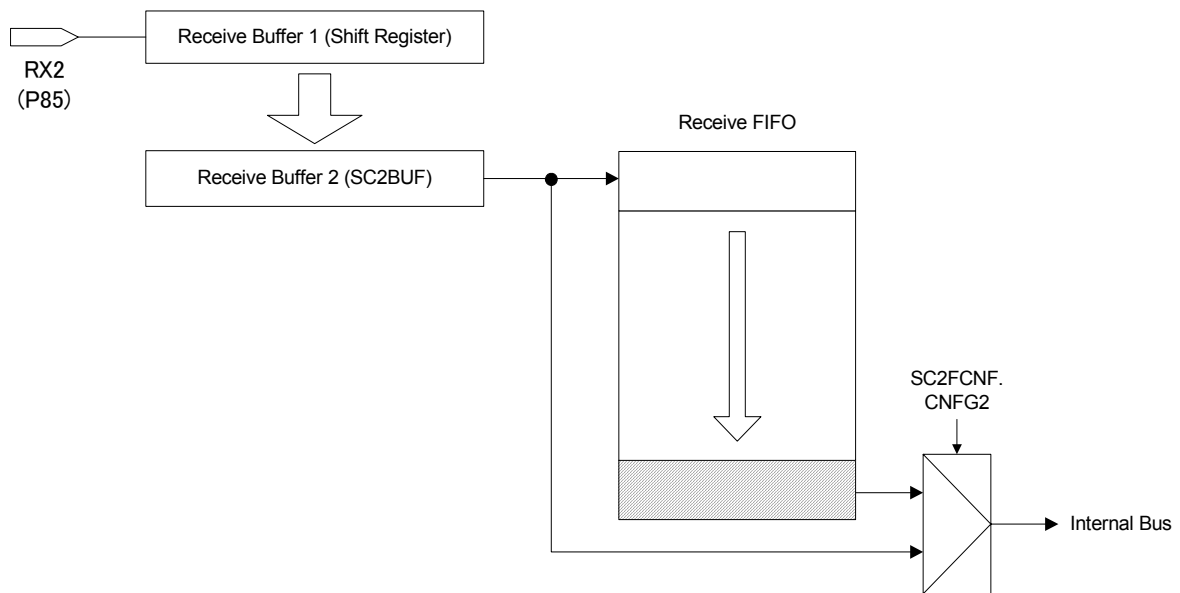 Receive Buffer 1 (Shift Register)
RX2
(P85)
Receive FIFO
Receive Buffer 2 (SC2BUF)
SC2FCNF.
CNFG2
Internal Bus